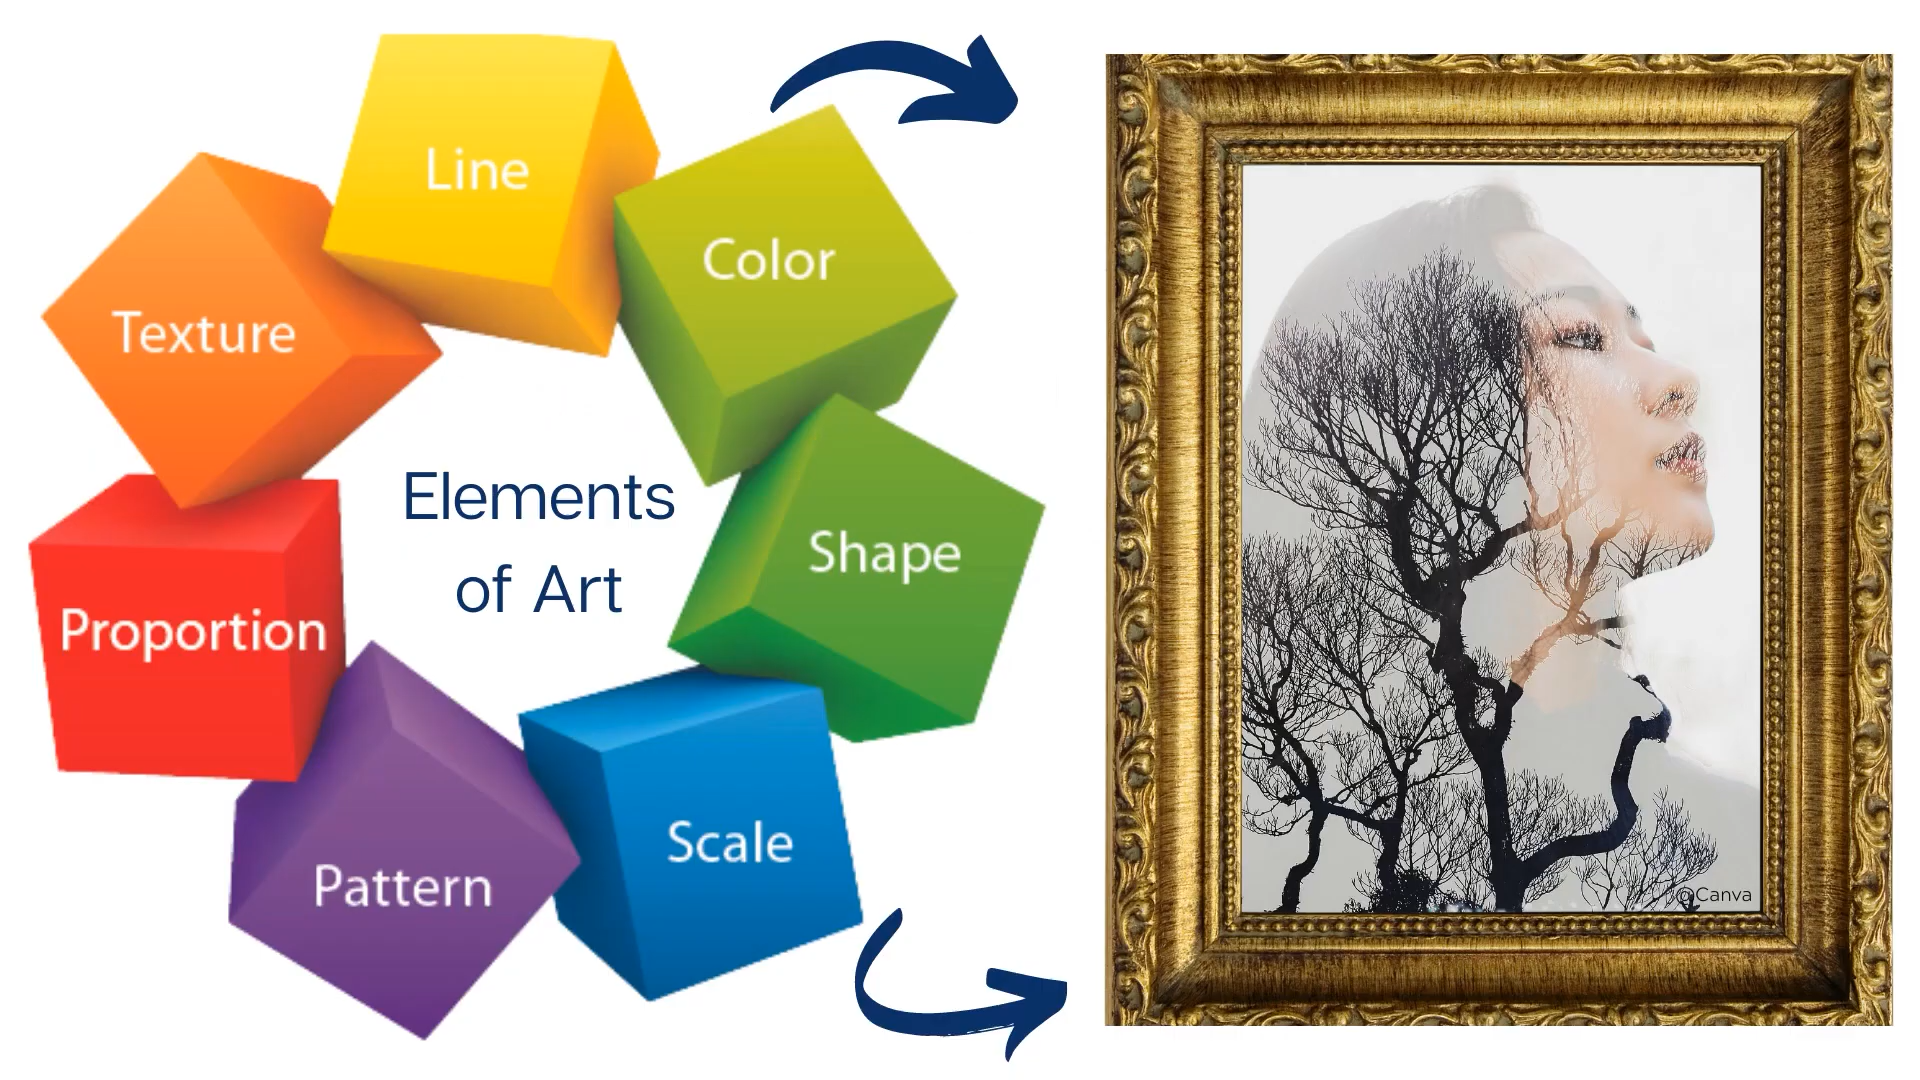 Line
Color
Texture
Elements
of Art
Shape
Proportion
Scale
Pattern
@Canva